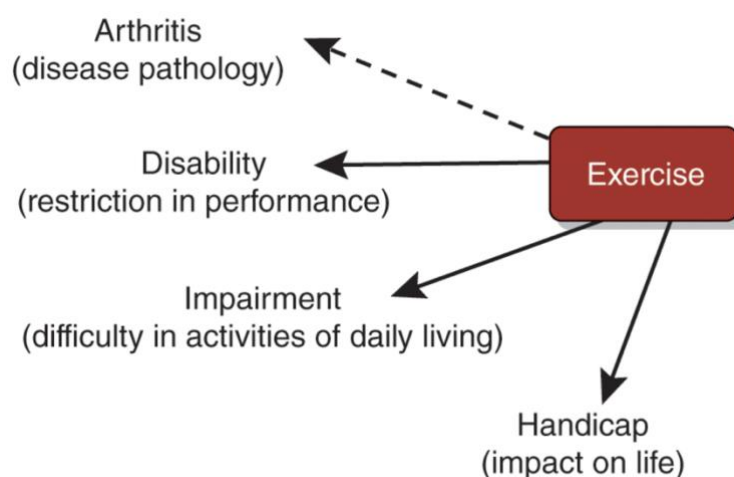 Arthritis
(disease pathology)
Disability
(restriction in performance)
Exercise
Impairment
(difficulty in activities of daily living)
Handicap
(impact on life)